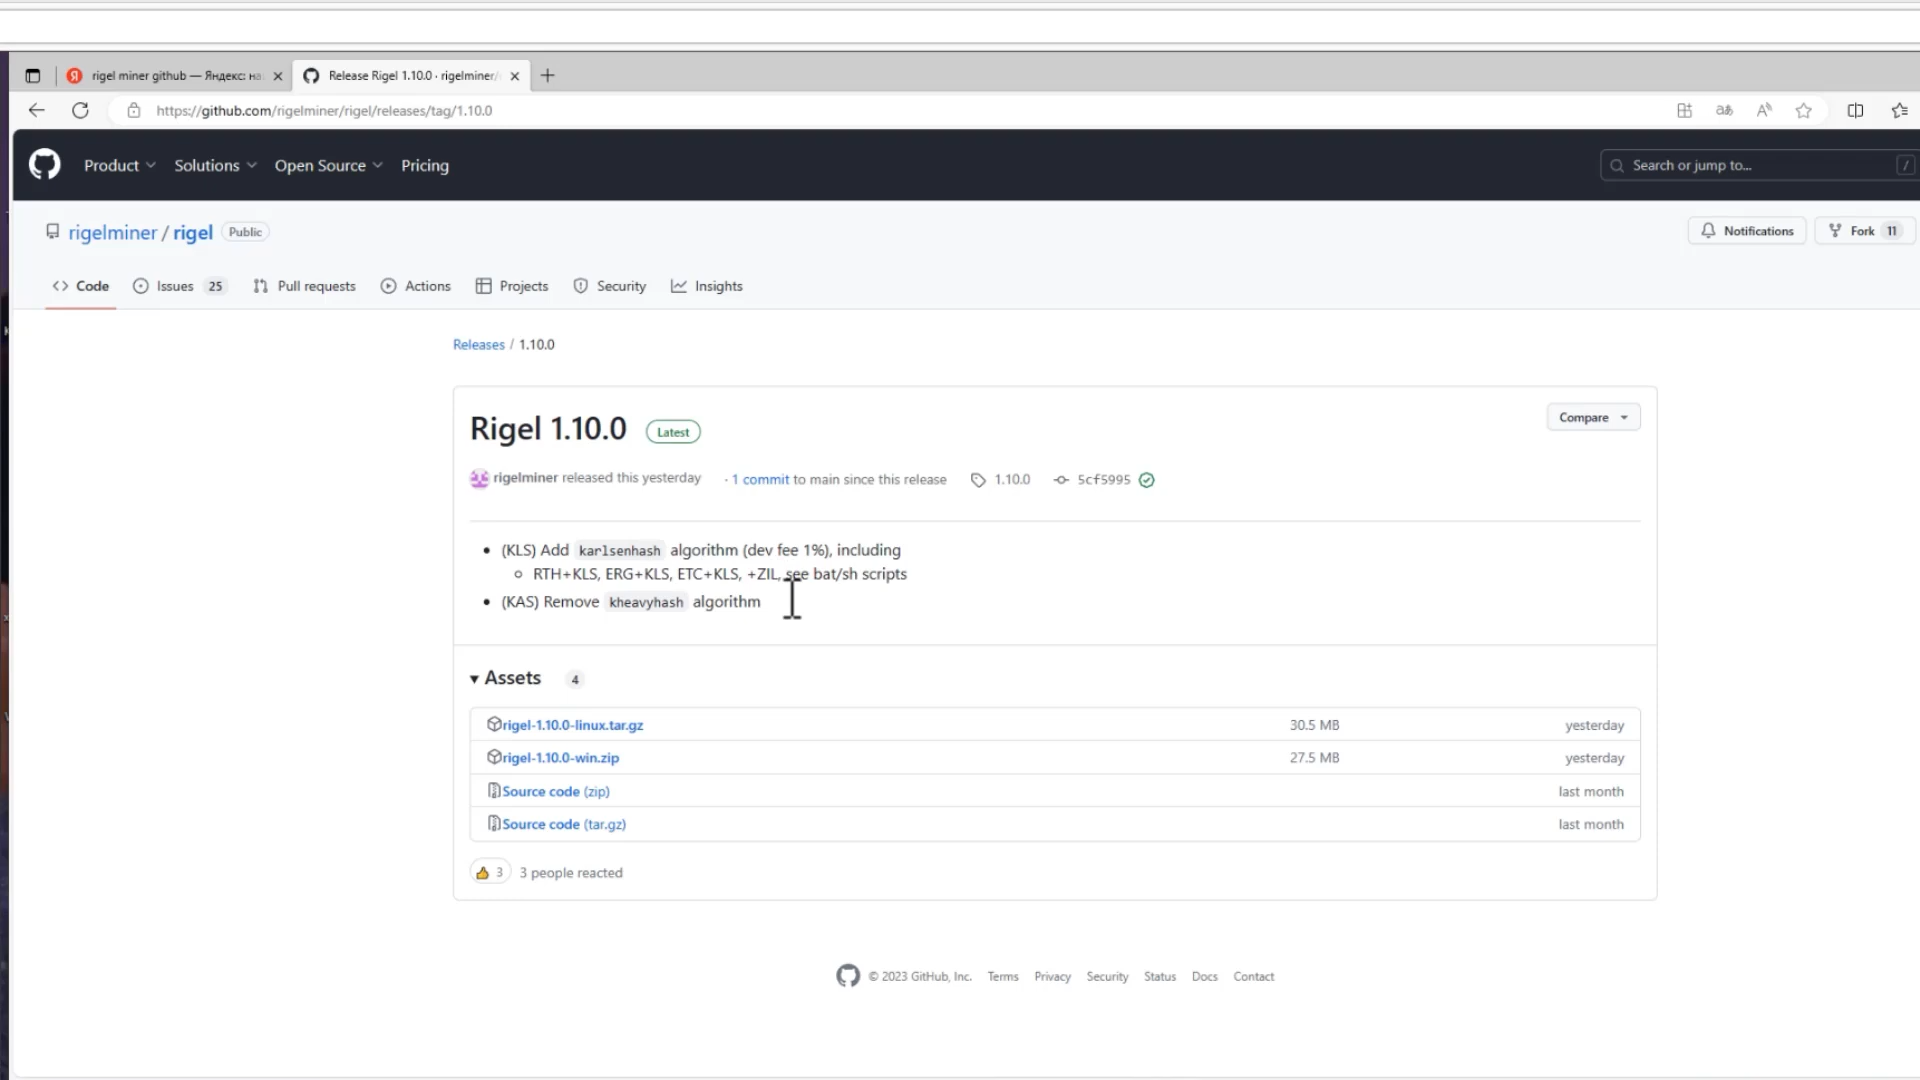 rigel miner github — Яндекс: на
Release Rigel 1.10.0 · rigelminer/
https://github.com/rigelminer/rigel/releases/tag/1.10.0
Product
Solutions
Open Source
Pricing
Search or jump to...
/
rigelminer / rigel
Public
Notifications
Fork 11
Code
Issues 25
Pull requests
Actions
Projects
Security
Insights
Releases / 1.10.0
Rigel 1.10.0
Latest
Compare
rigelminer released this yesterday
· 1 commit to main since this release
1.10.0
5cf5995
(KLS) Add karlsenhash algorithm (dev fee 1%), including
RTH+KLS, ERG+KLS, ETC+KLS, +ZIL, see bat/sh scripts
(KAS) Remove kheavyhash algorithm
Assets 4
rigel-1.10.0-linux.tar.gz 30.5 MB yesterday
rigel-1.10.0-win.zip 27.5 MB yesterday
Source code (zip) last month
Source code (tar.gz) last month
3
3 people reacted
© 2023 GitHub, Inc. Terms Privacy Security Status Docs Contact